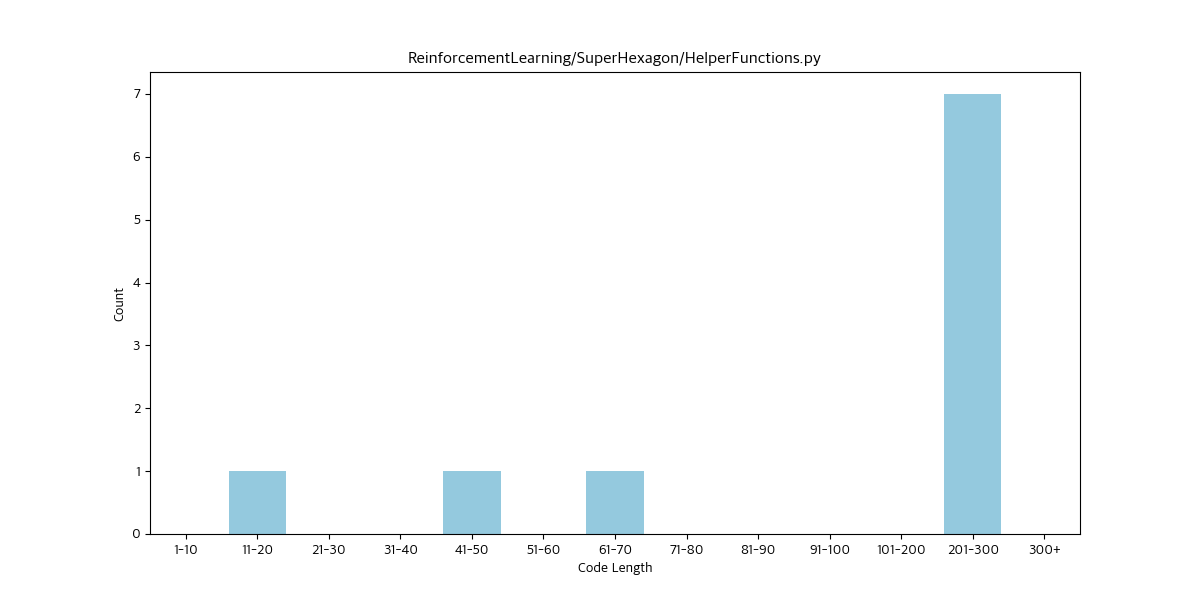 ReinforcementLearning/SuperHexagon/HelperFunctions.py
7
6
5
4
3
2
1
0
Count
1-10 11-20 21-30 31-40 41-50 51-60 61-70 71-80 81-90 91-100 101-200 201-300 300+
Code Length